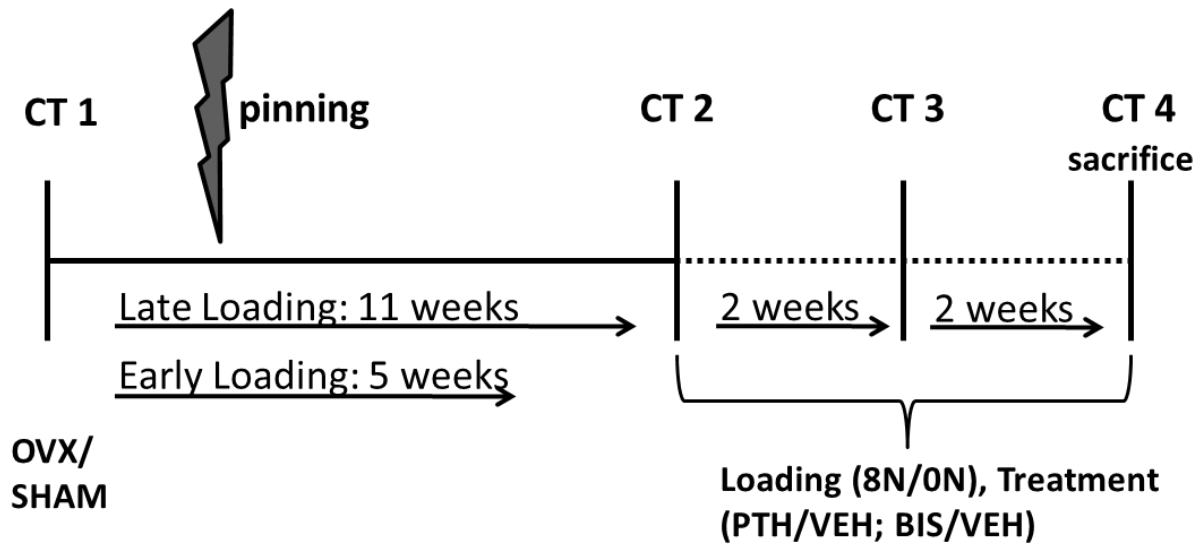 CT 1
pinning
CT 2
CT 3
CT 4
sacrifice
Late Loading: 11 weeks
2 weeks
2 weeks
Early Loading: 5 weeks
OVX/
SHAM
Loading (8N/0N), Treatment
(PTH/VEH; BIS/VEH)